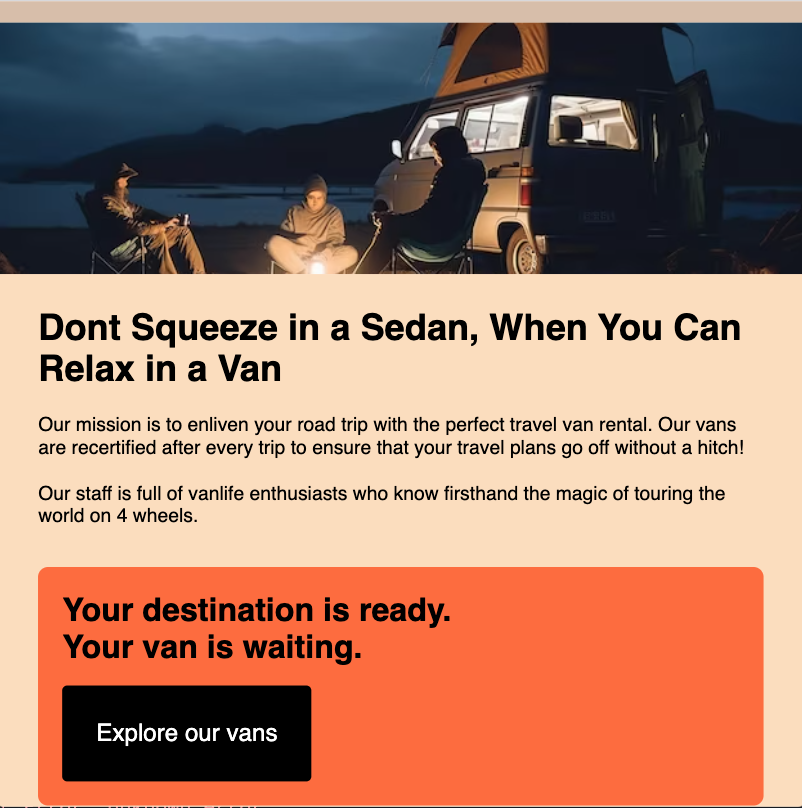 Dont Squeeze in a Sedan, When You Can
Relax in a Van
Our mission is to enliven your road trip with the perfect travel van rental. Our vans
are recertified after every trip to ensure that your travel plans go off without a hitch!
Our staff is full of vanlife enthusiasts who know firsthand the magic of touring the
world on 4 wheels.
Your destination is ready.
Your van is waiting.
Explore our vans